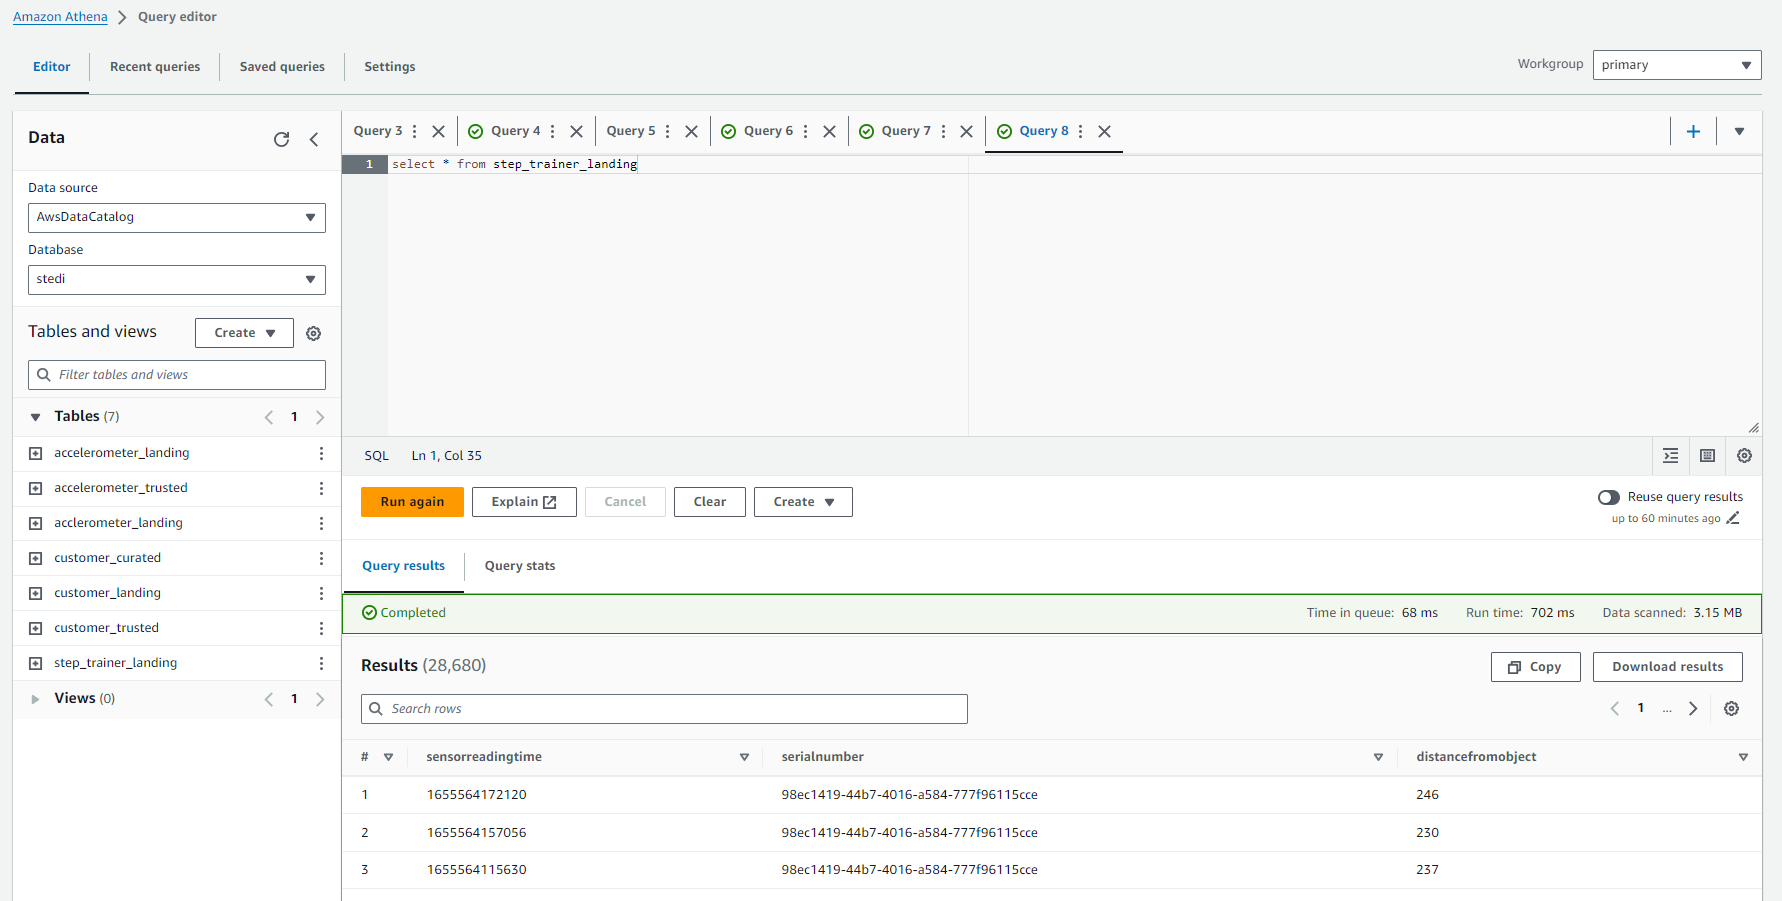 Amazon Athena > Query editor
Editor Recent queries Saved queries Settings
Workgroup primary
Data
Data source
AwsDataCatalog
Database
stedi
Tables and views Create
Filter tables and views
Tables (7) 1
accelerometer_landing
accelerometer_trusted
acclerometer_landing
customer_curated
customer_landing
customer_trusted
step_trainer_landing
Views (0) 1
Query 3 Query 4 Query 5 Query 6 Query 7 Query 8
1 select * from step_trainer_landing
SQL Ln 1, Col 35
Run again Explain Cancel Clear Create
Reuse query results
up to 60 minutes ago
Query results Query stats
Completed Time in queue: 68 ms Run time: 702 ms Data scanned: 3.15 MB
Results (28,680) Copy Download results
Search rows 1 ...
# sensorreadingtime serialnumber distancefromobject
1 1655564172120 98ec1419-44b7-4016-a584-777f96115cce 246
2 1655564157056 98ec1419-44b7-4016-a584-777f96115cce 230
3 1655564115630 98ec1419-44b7-4016-a584-777f96115cce 237